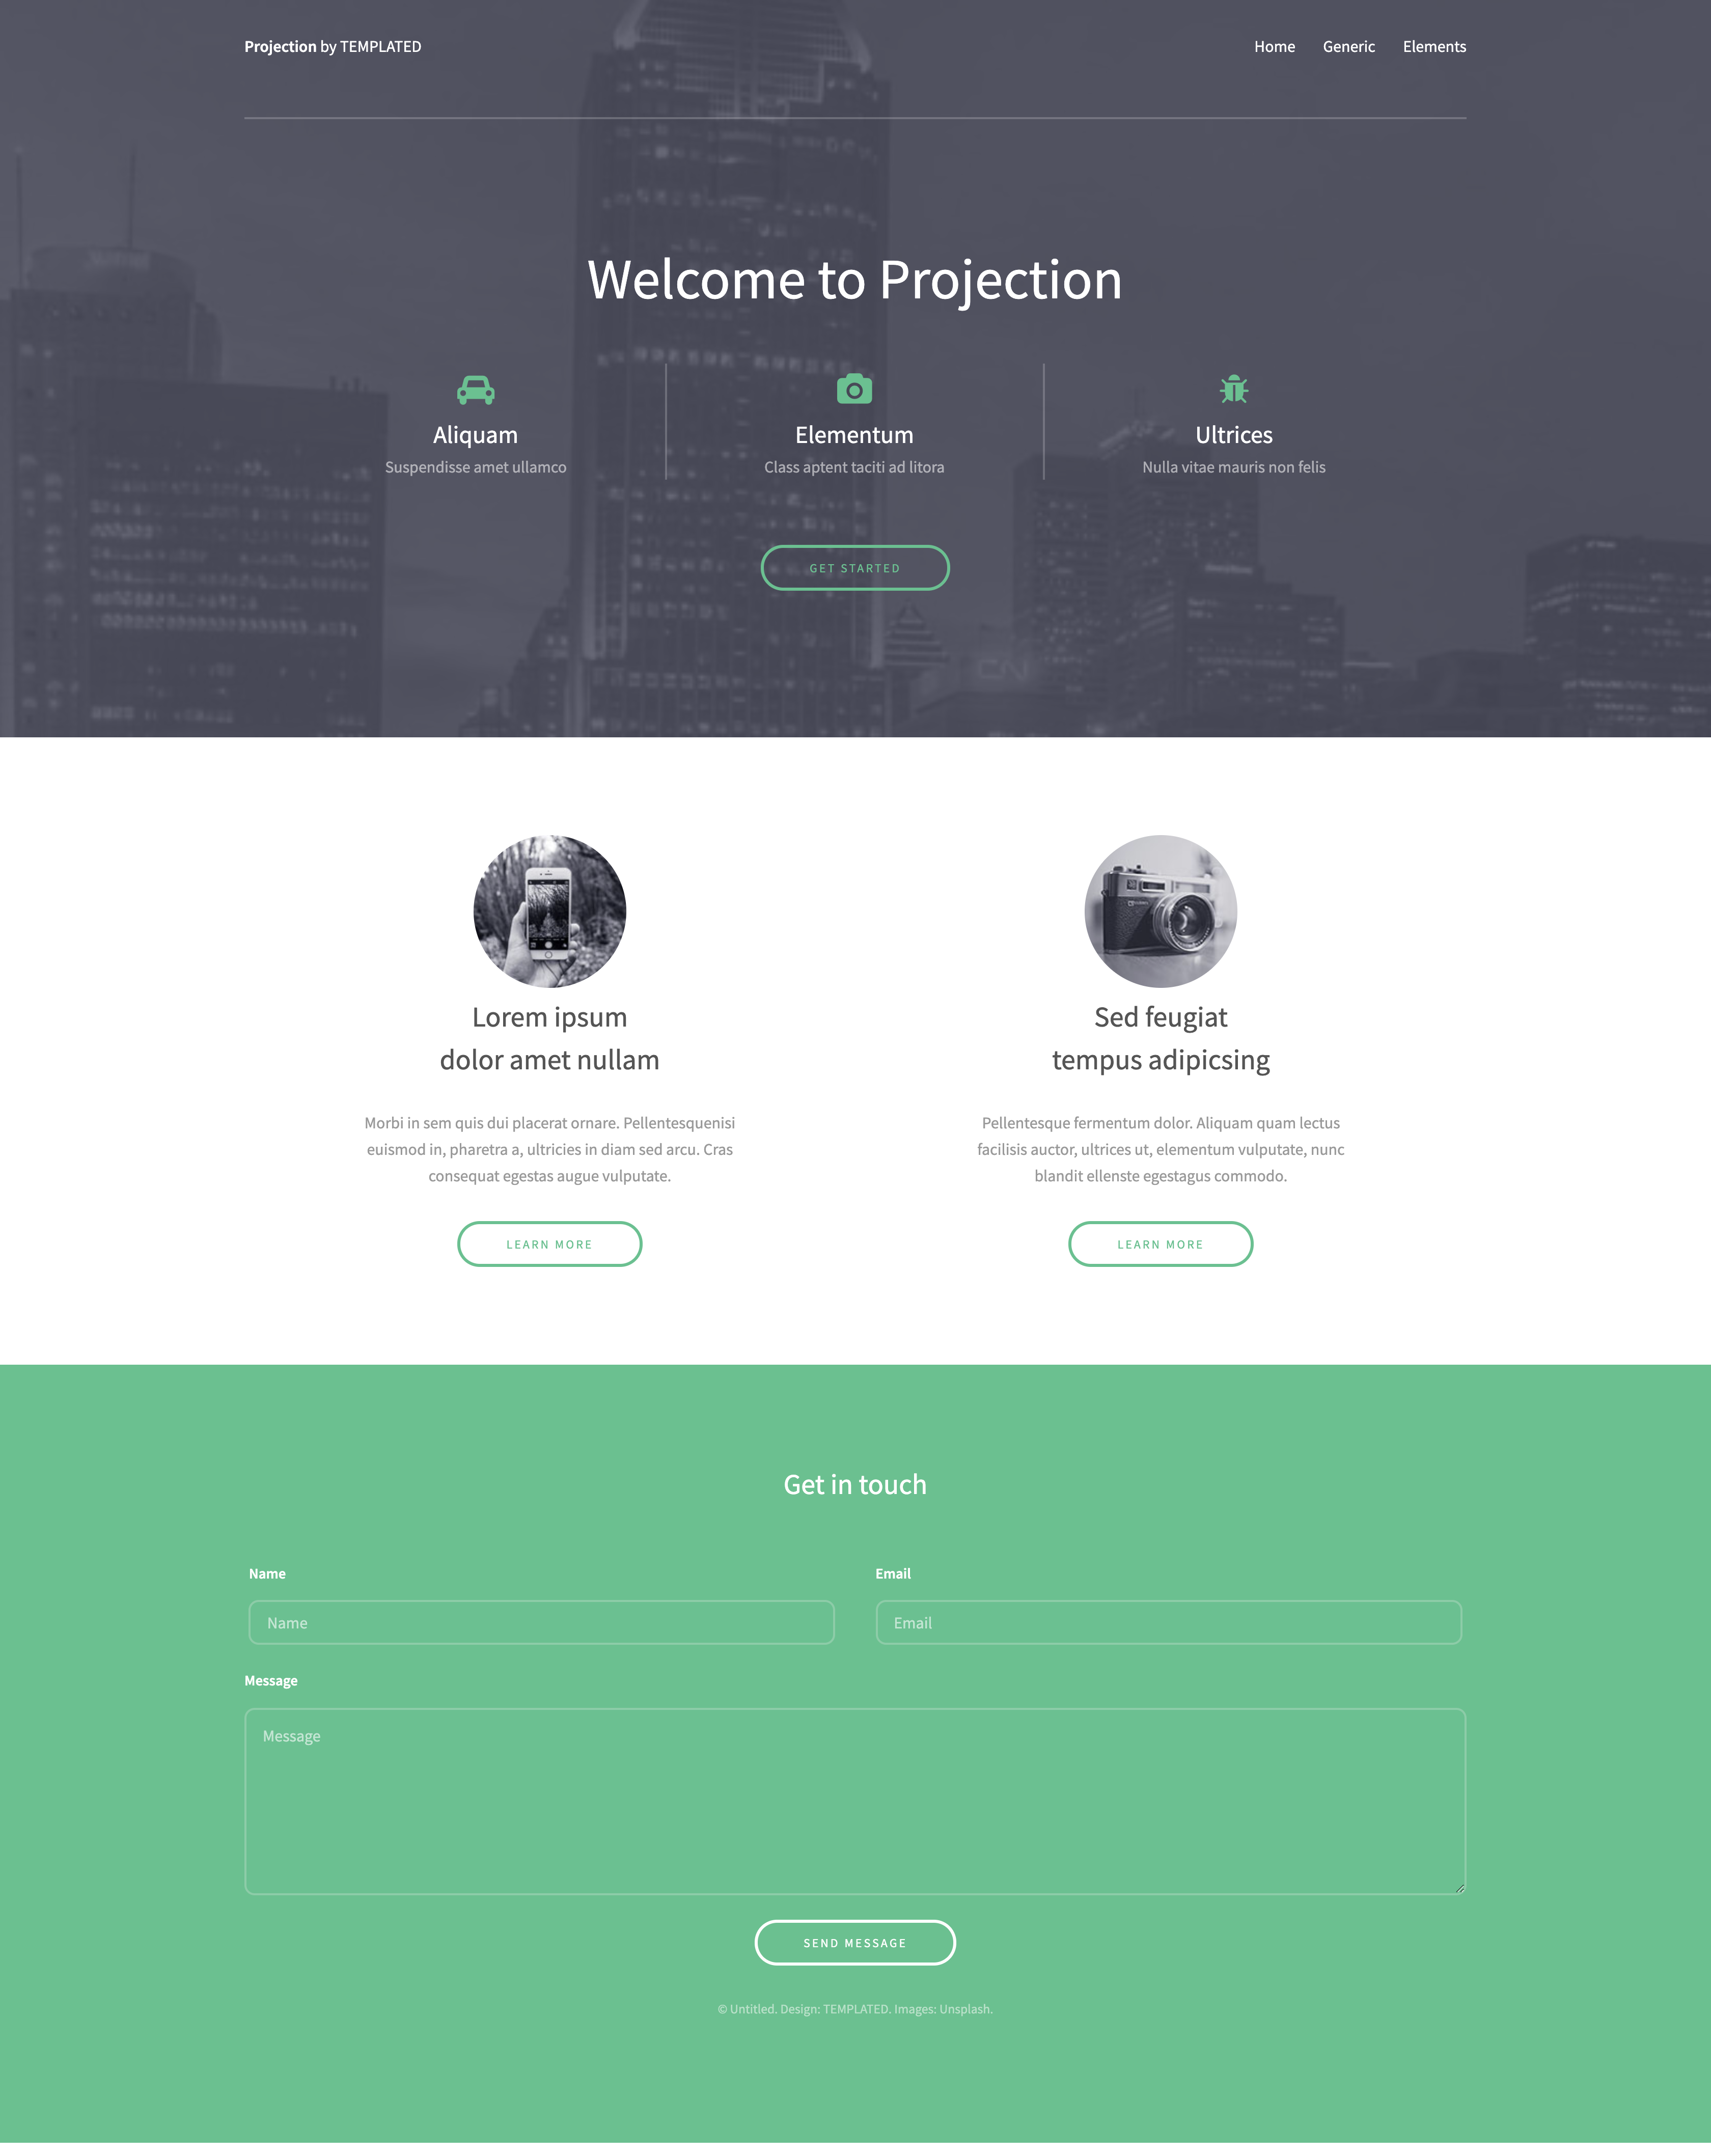 Projection by TEMPLATED
Home Generic Elements
Welcome to Projection
Aliquam
Suspendisse amet ullamco
Elementum
Class aptent taciti ad litora
Ultrices
Nulla vitae mauris non felis
GET STARTED
Lorem ipsum
dolor amet nullam
Morbi in sem quis dui placerat ornare. Pellentesquenisi
euismod in, pharetra a, ultricies in diam sed arcu. Cras
consequat egestas augue vulputate.
LEARN MORE
Sed feugiat
tempus adipicsing
Pellentesque fermentum dolor. Aliquam quam lectus
facilisis auctor, ultrices ut, elementum vulputate, nunc
blandit ellenste egestagus commodo.
LEARN MORE
Get in touch
Name
Name
Email
Email
Message
Message
SEND MESSAGE
© Untitled. Design: TEMPLATED. Images: Unsplash.